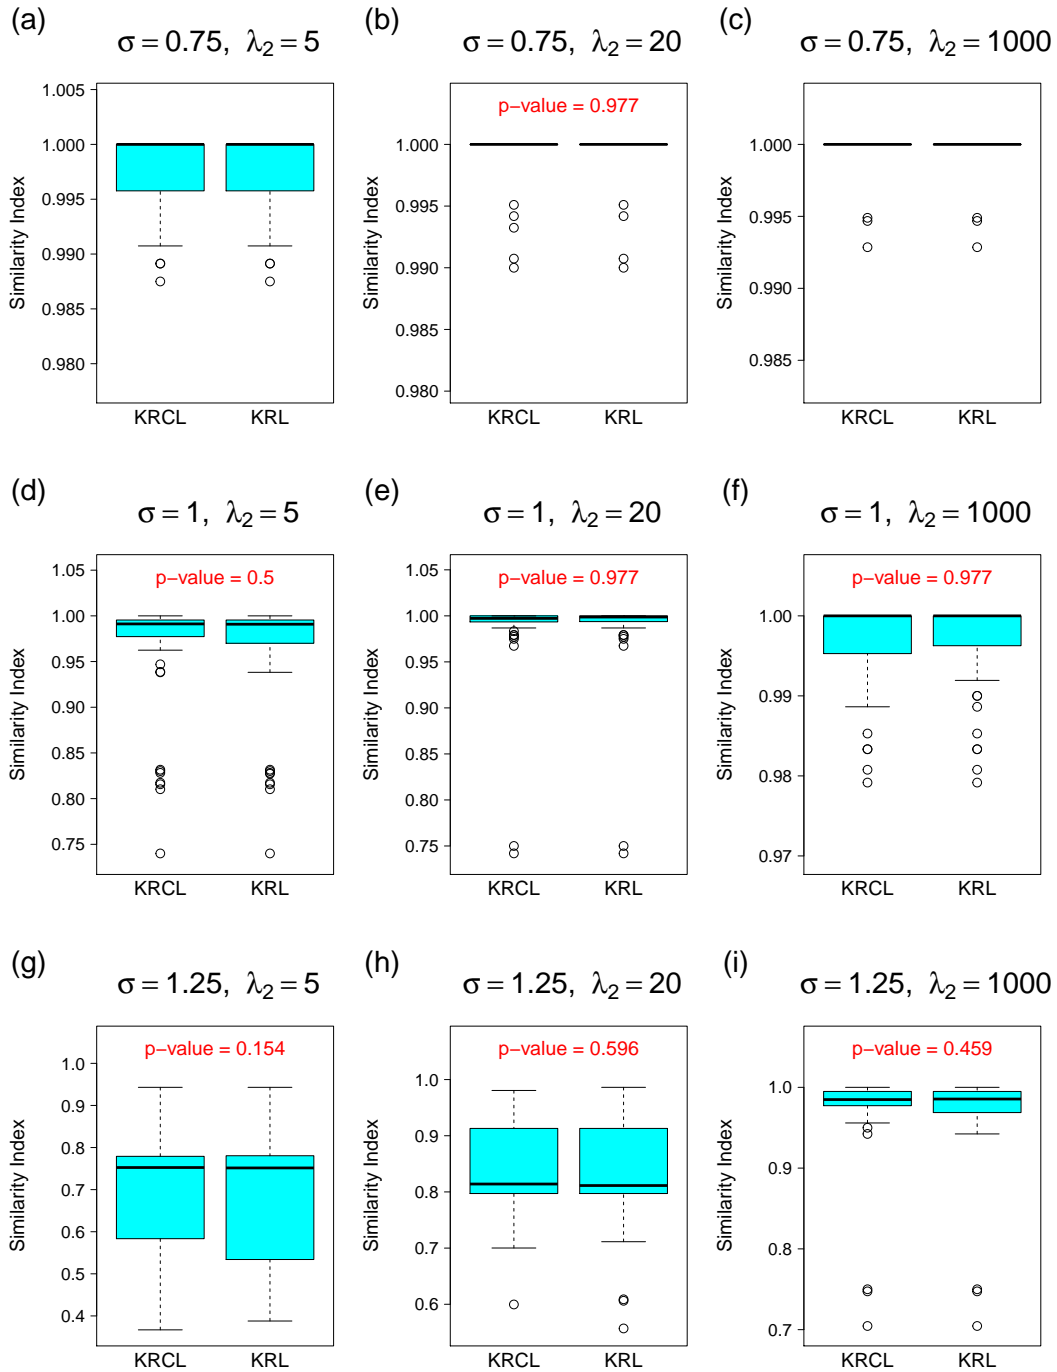 (a)
σ = 0.75, λ2 = 5
Similarity Index
1.005
1.000
0.995
0.990
0.985
0.980
KRCL KRL
(b)
σ = 0.75, λ2 = 20
p−value = 0.977
Similarity Index
1.000
0.995
0.990
0.985
0.980
KRCL KRL
(c)
σ = 0.75, λ2 = 1000
Similarity Index
1.000
0.995
0.990
0.985
KRCL KRL
(d)
σ = 1, λ2 = 5
p−value = 0.5
Similarity Index
1.05
1.00
0.95
0.90
0.85
0.80
0.75
KRCL KRL
(e)
σ = 1, λ2 = 20
p−value = 0.977
Similarity Index
1.05
1.00
0.95
0.90
0.85
0.80
0.75
KRCL KRL
(f)
σ = 1, λ2 = 1000
p−value = 0.977
Similarity Index
1.00
0.99
0.98
0.97
KRCL KRL
(g)
σ = 1.25, λ2 = 5
p−value = 0.154
Similarity Index
1.0
0.9
0.8
0.7
0.6
0.5
0.4
KRCL KRL
(h)
σ = 1.25, λ2 = 20
p−value = 0.596
Similarity Index
1.0
0.9
0.8
0.7
0.6
KRCL KRL
(i)
σ = 1.25, λ2 = 1000
p−value = 0.459
Similarity Index
1.0
0.9
0.8
0.7
KRCL KRL